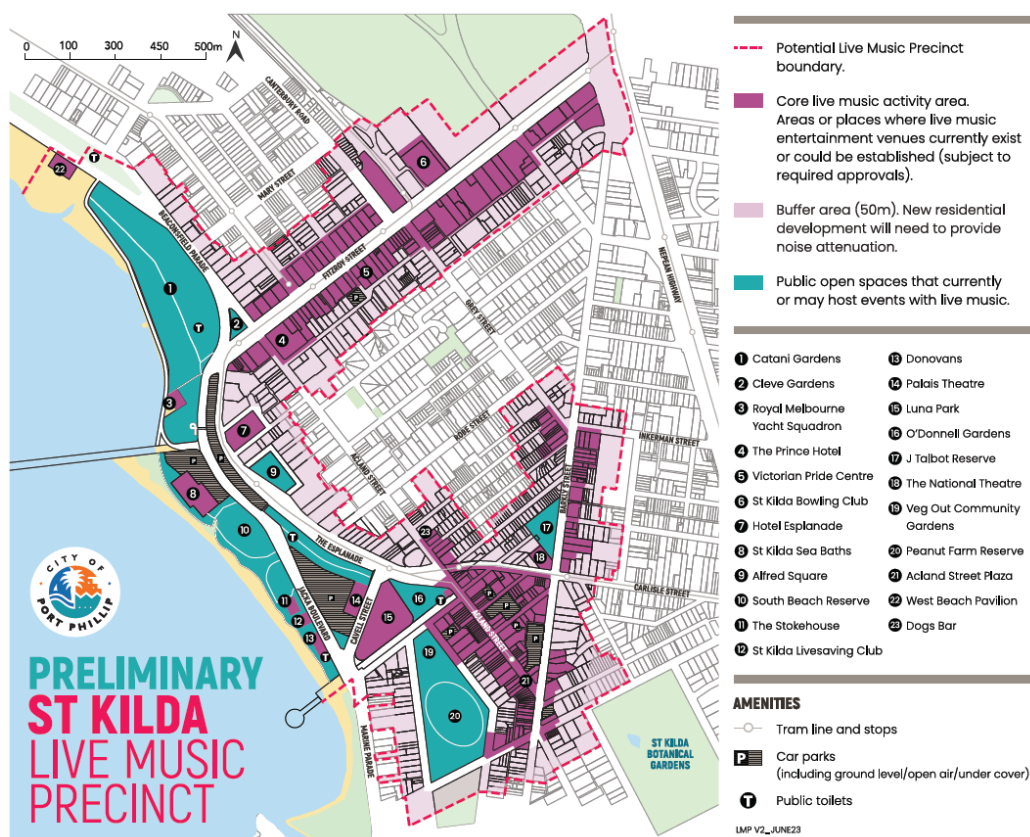 0 100 300 450 500m
N
CANTERBURY ROAD
MARY STREET
BEACONSFIELD PARADE
FITZROY STREET
GREY STREET
NEPEAN HIGHWAY
ROBE STREET
INKERMAN STREET
ACLAND STREET
BARKLY STREET
THE ESPLANADE
CARLISLE STREET
JACKA BOULEVARD
CAVELL STREET
ACLAND STREET
MARINE PARADE
ST KILDA
BOTANICAL
GARDENS
CITY OF
PORT PHILLIP
PRELIMINARY
ST KILDA
LIVE MUSIC
PRECINCT
Potential Live Music Precinct
boundary.
Core live music activity area.
Areas or places where live music
entertainment venues currently exist
or could be established (subject to
required approvals).
Buffer area (50m). New residential
development will need to provide
noise attenuation.
Public open spaces that currently
or may host events with live music.
1 Catani Gardens
2 Cleve Gardens
3 Royal Melbourne
Yacht Squadron
4 The Prince Hotel
5 Victorian Pride Centre
6 St Kilda Bowling Club
7 Hotel Esplanade
8 St Kilda Sea Baths
9 Alfred Square
10 South Beach Reserve
11 The Stokehouse
12 St Kilda Livesaving Club
13 Donovans
14 Palais Theatre
15 Luna Park
16 O'Donnell Gardens
17 J Talbot Reserve
18 The National Theatre
19 Veg Out Community
Gardens
20 Peanut Farm Reserve
21 Acland Street Plaza
22 West Beach Pavilion
23 Dogs Bar
AMENITIES
Tram line and stops
P Car parks
(including ground level/open air/under cover)
T Public toilets
LMP V2_JUNE23